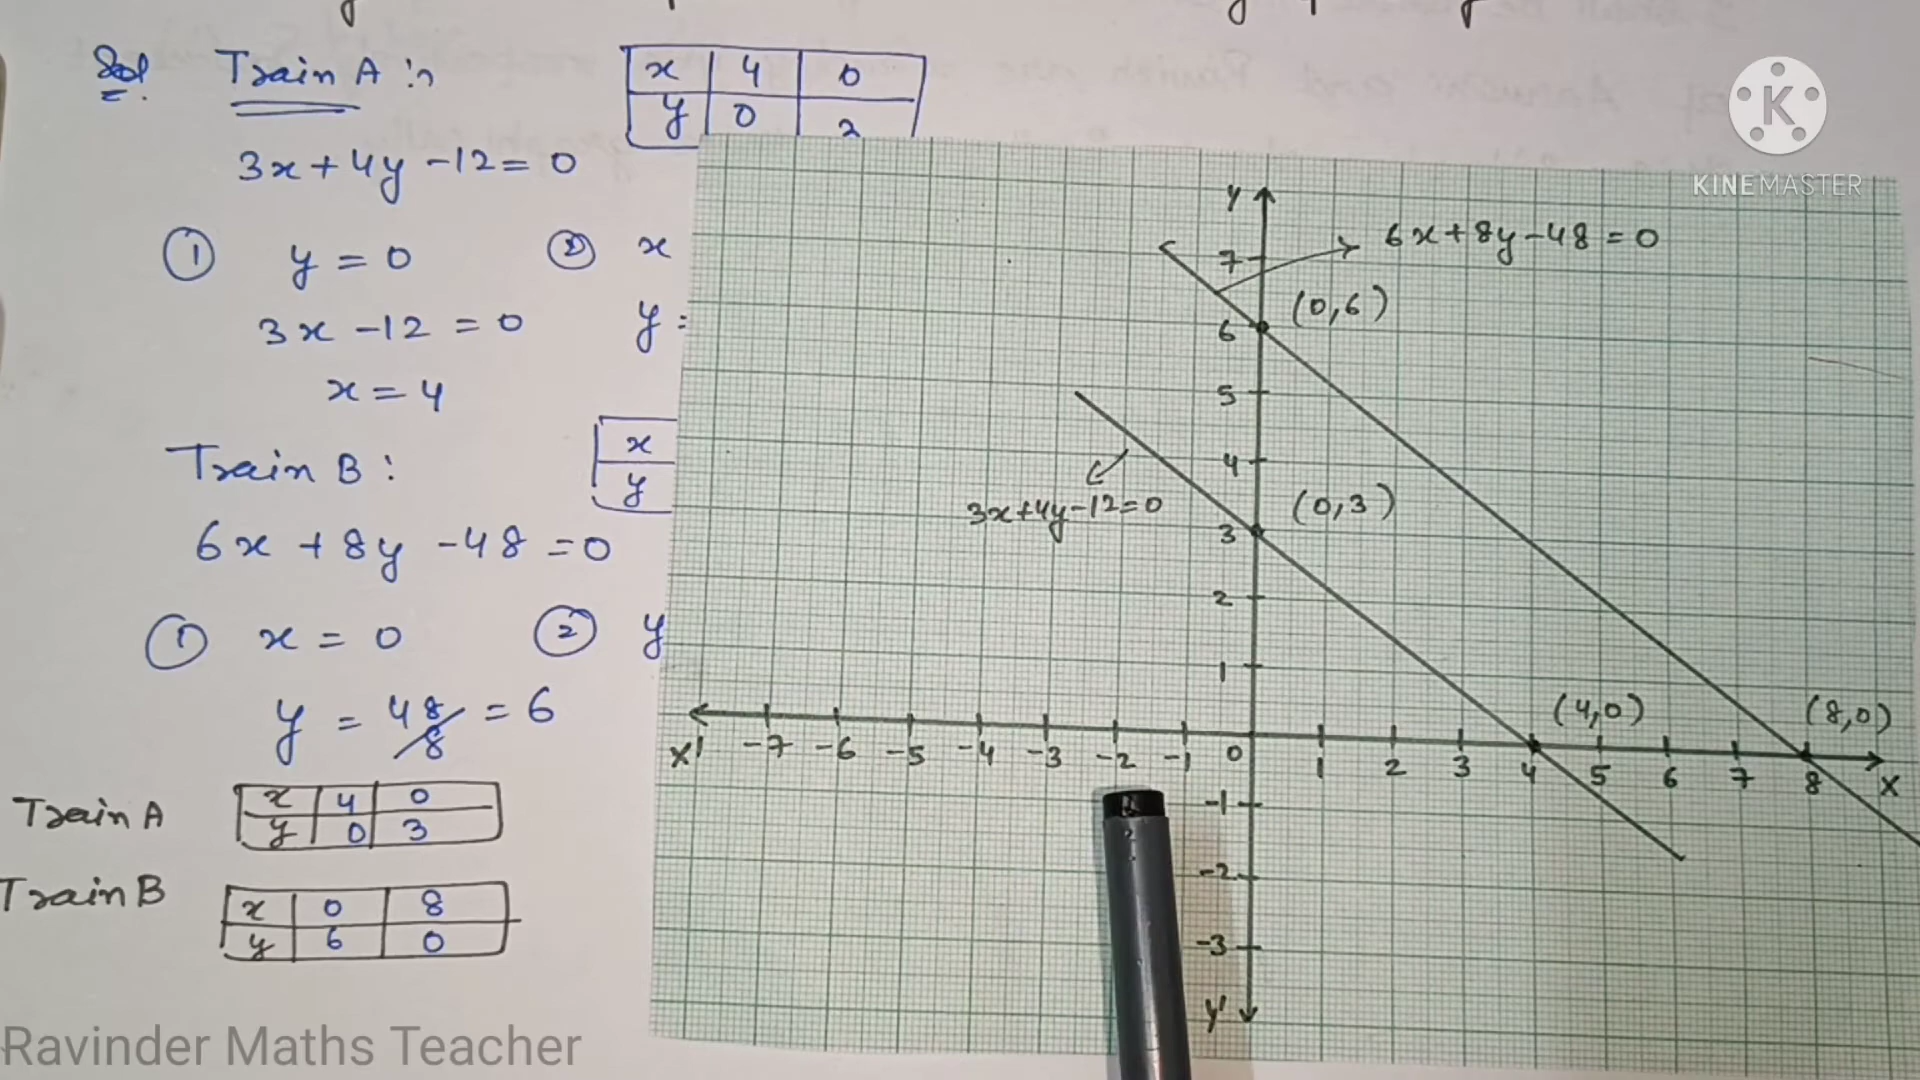 Sol Train A :
x 4 0
y 0 2
3x + 4y - 12 = 0
① y = 0 ② x
3x - 12 = 0 y =
x = 4
Train B :
x
y
6x + 8y - 48 = 0
① x = 0 ② y
y = 48/8 = 6
Train A
x 4 0
y 0 3
Train B
x 0 8
y 6 0
Ravinder Maths Teacher
K
KINEMASTER
Y
6x + 8y - 48 = 0
7
(0,6)
6
5
4
3x+4y-12=0
(0,3)
3
2
1
(4,0) (8,0)
X' -7 -6 -5 -4 -3 -2 -1 0 1 2 3 4 5 6 7 8 X
-1
-2
-3
Y'